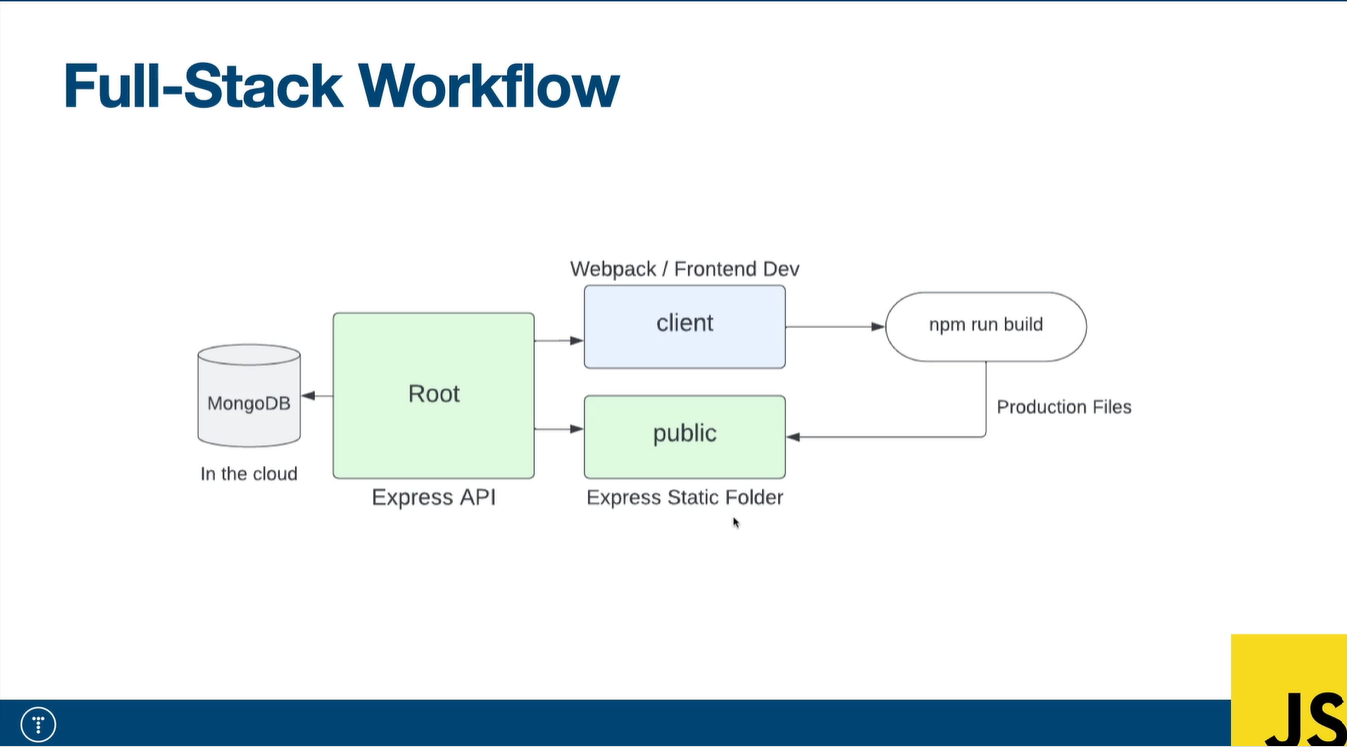 Full-Stack Workflow
Webpack / Frontend Dev
client
npm run build
Root
MongoDB
public
Production Files
In the cloud
Express API
Express Static Folder
JS